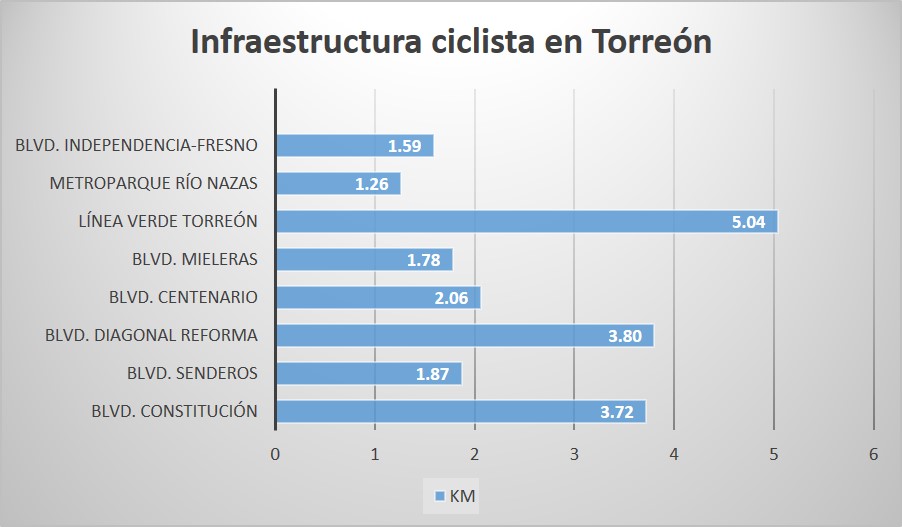 Infraestructura ciclista en Torreón
BLVD. INDEPENDENCIA-FRESNO 1.59
METROPARQUE RÍO NAZAS 1.26
LÍNEA VERDE TORREÓN 5.04
BLVD. MIELERAS 1.78
BLVD. CENTENARIO 2.06
BLVD. DIAGONAL REFORMA 3.80
BLVD. SENDEROS 1.87
BLVD. CONSTITUCIÓN 3.72
0 1 2 3 4 5 6
KM